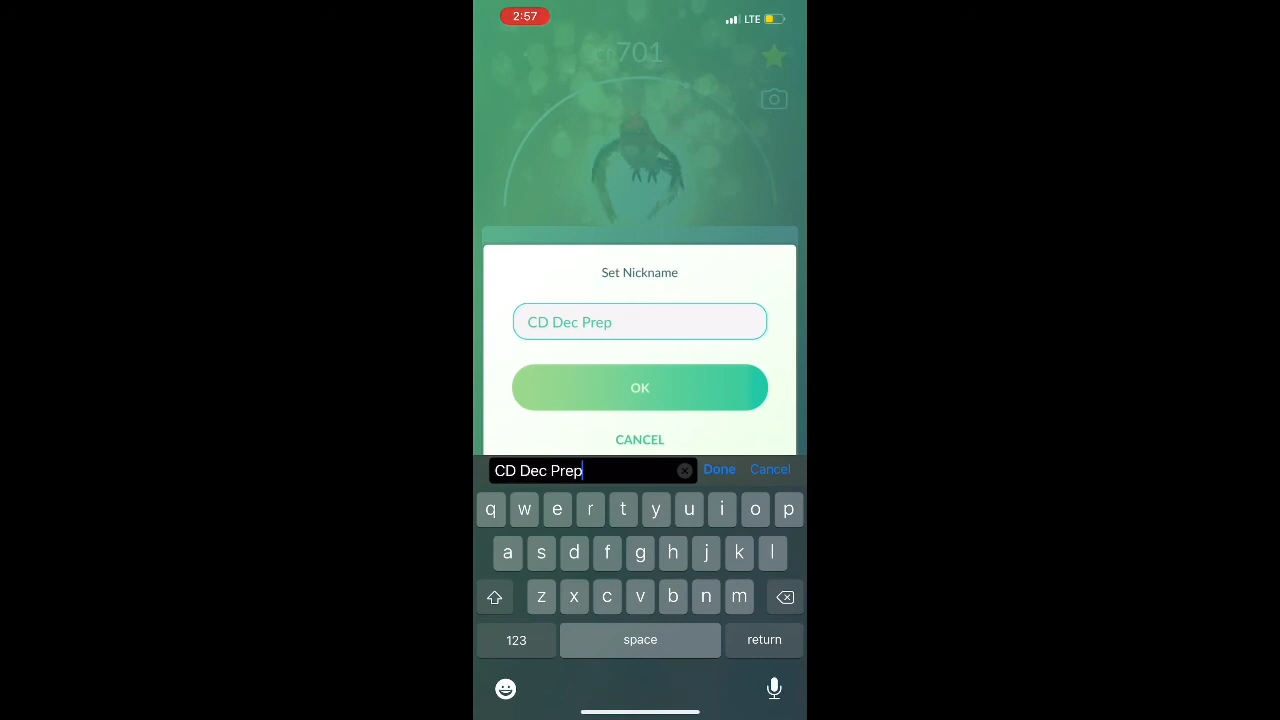 2:57
LTE
CP701
Set Nickname
CD Dec Prep
OK
CANCEL
CD Dec Prep Done Cancel
q w e r t y u i o p
a s d f g h j k l
z x c v b n m
123 space return